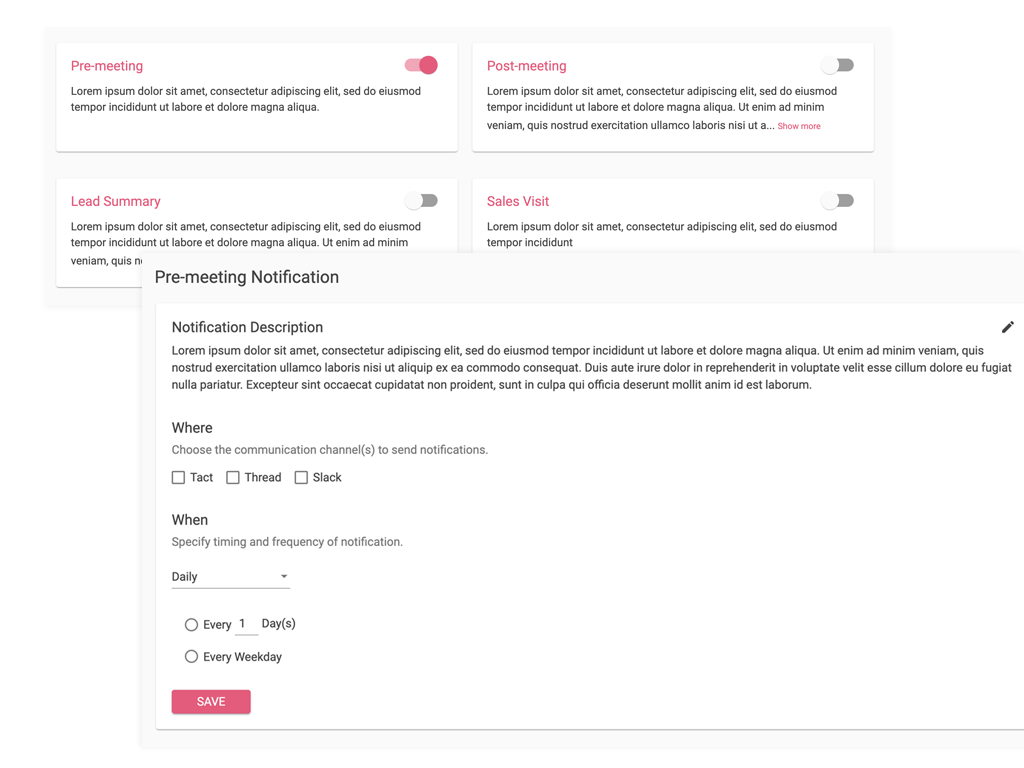 Pre-meeting
Lorem ipsum dolor sit amet, consectetur adipiscing elit, sed do eiusmod
tempor incididunt ut labore et dolore magna aliqua.
Post-meeting
Lorem ipsum dolor sit amet, consectetur adipiscing elit, sed do eiusmod
tempor incididunt ut labore et dolore magna aliqua. Ut enim ad minim
veniam, quis nostrud exercitation ullamco laboris nisi ut a... Show more
Lead Summary
Lorem ipsum dolor sit amet, consectetur adipiscing elit, sed do eiusmod
tempor incididunt ut labore et dolore magna aliqua. Ut enim ad minim
veniam, quis
Sales Visit
Lorem ipsum dolor sit amet, consectetur adipiscing elit, sed do eiusmod
tempor incididunt
Pre-meeting Notification
Notification Description
Lorem ipsum dolor sit amet, consectetur adipiscing elit, sed do eiusmod tempor incididunt ut labore et dolore magna aliqua. Ut enim ad minim veniam, quis
nostrud exercitation ullamco laboris nisi ut aliquip ex ea commodo consequat. Duis aute irure dolor in reprehenderit in voluptate velit esse cillum dolore eu fugiat
nulla pariatur. Excepteur sint occaecat cupidatat non proident, sunt in culpa qui officia deserunt mollit anim id est laborum.
Where
Choose the communication channel(s) to send notifications.
Tact Thread Slack
When
Specify timing and frequency of notification.
Daily
Every 1 Day(s)
Every Weekday
SAVE